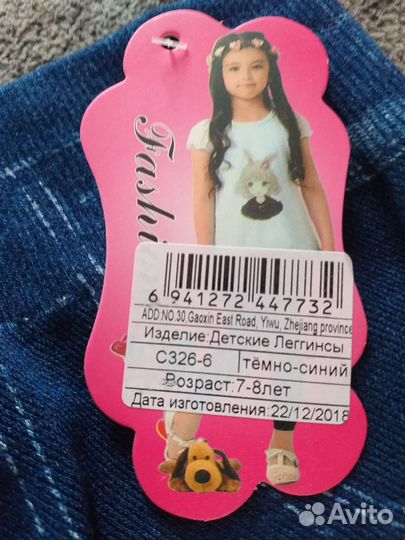 Fashi
6 941272 447732
ADD:NO.30,Gaoxin East Road, Yiwu, Zhejiang province
Изделие:Детские Леггинсы
С326-6 тёмно-синий
Возраст:7-8лет
Дата изготовления:22/12/2018
Avito